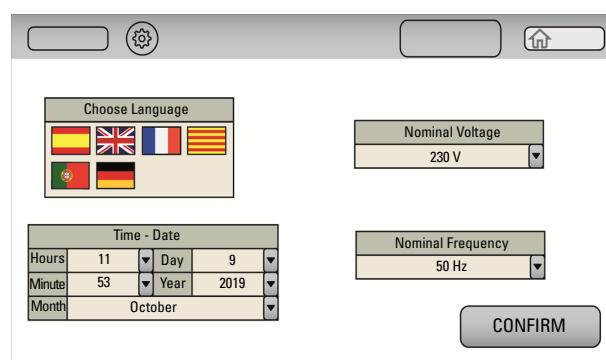 Choose Language
Nominal Voltage
230 V
Time - Date
Hours 11 Day 9
Minute 53 Year 2019
Month October
Nominal Frequency
50 Hz
CONFIRM